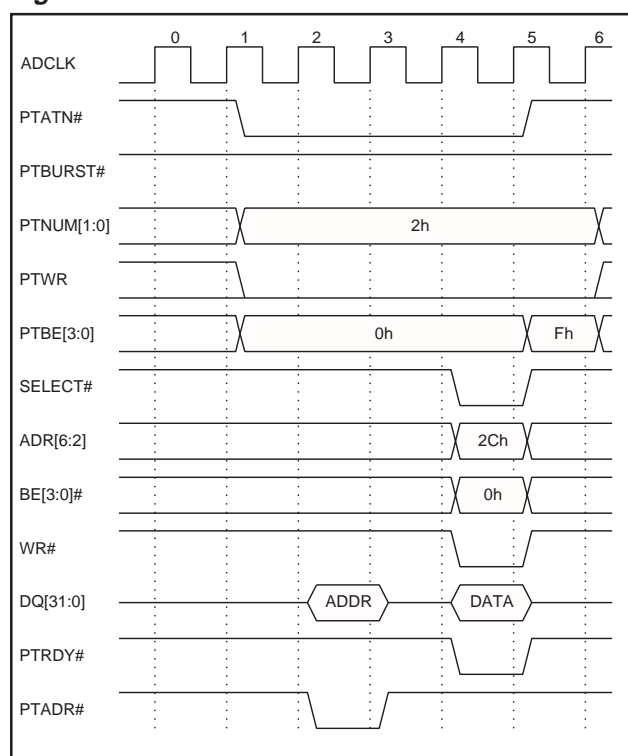 0 1 2 3 4 5 6
ADCLK
PTATN#
PTBURST#
PTNUM[1:0] 2h
PTWR
PTBE[3:0] 0h Fh
SELECT#
ADR[6:2] 2Ch
BE[3:0]# 0h
WR#
DQ[31:0] ADDR DATA
PTRDY#
PTADR#